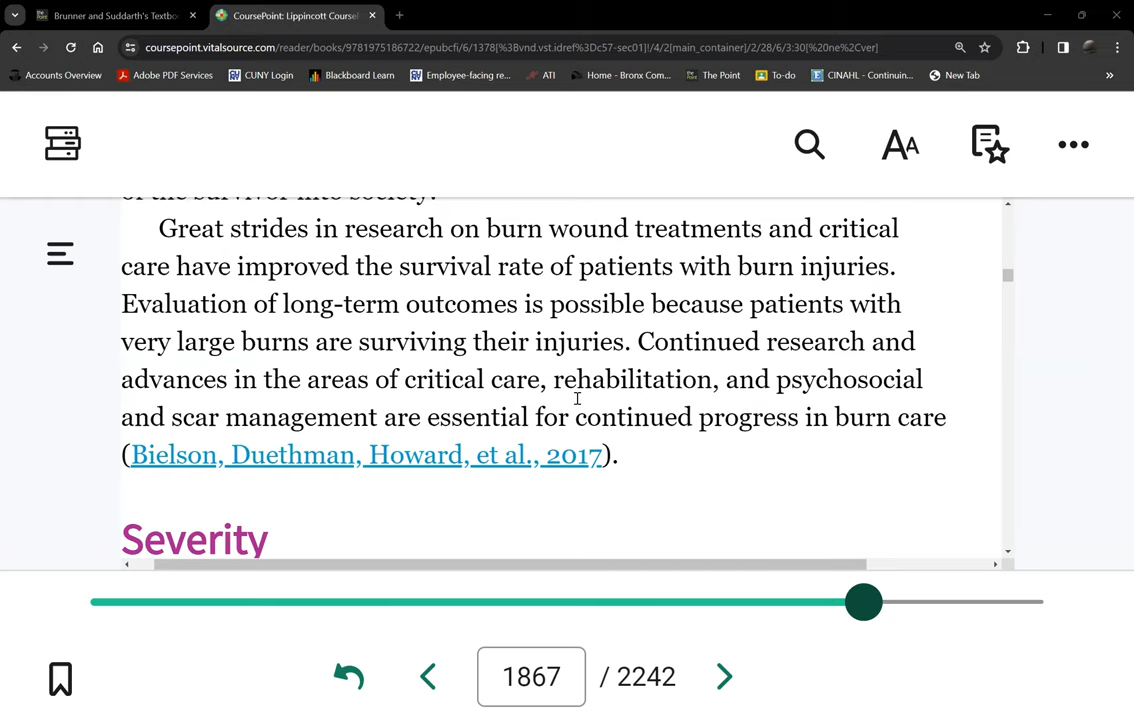 Brunner and Suddarth's Textbo
CoursePoint: Lippincott CourseP
coursepoint.vitalsource.com/reader/books/9781975186722/epubcfi/6/1378[%3Bvnd.vst.idref%3Dc57-sec01]!/4/2[main_container]/2/28/6/3:30[%20ne%2Cver]
Accounts Overview
Adobe PDF Services
CUNY Login
Blackboard Learn
Employee-facing re...
ATI
Home - Bronx Com...
The Point
To-do
CINAHL - Continuin...
New Tab
of the survivor into society.
Great strides in research on burn wound treatments and critical
care have improved the survival rate of patients with burn injuries.
Evaluation of long-term outcomes is possible because patients with
very large burns are surviving their injuries. Continued research and
advances in the areas of critical care, rehabilitation, and psychosocial
and scar management are essential for continued progress in burn care
(Bielson, Duethman, Howard, et al., 2017).
Severity
1867 / 2242